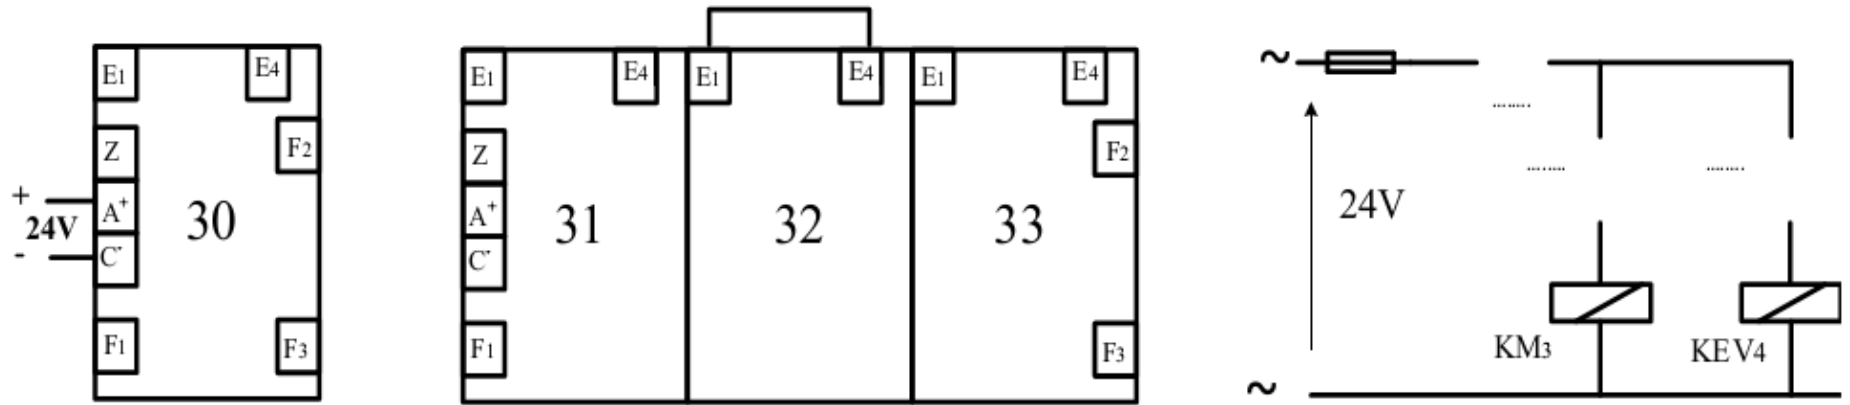 E1 E4
Z F2
+ A+ 30
24V
- C-
F1 F3
E1 E4 E1 E4 E1 E4
Z F2
A+ 31 32 33
C-
F1 F3
~
........
........ ........
24V
KM3 KEV4
~